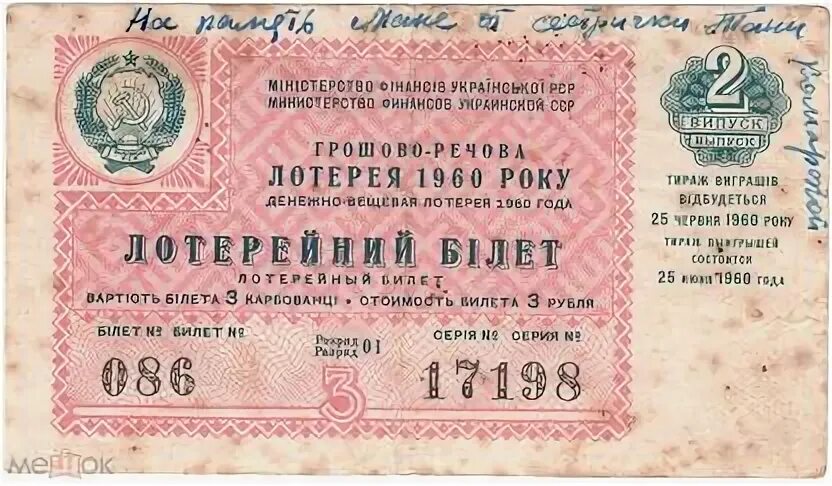 На память от сестрички Тани
МІНІСТЕРСТВО ФІНАНСІВ УКРАЇНСЬКОЇ РСР
МИНИСТЕРСТВО ФИНАНСОВ УКРАИНСКОЙ ССР
ГРОШОВО-РЕЧОВА
ЛОТЕРЕЯ 1960 РОКУ
ДЕНЕЖНО-ВЕЩЕВАЯ ЛОТЕРЕЯ 1960 ГОДА
ЛОТЕРЕЙНИЙ БІЛЕТ
ЛОТЕРЕЙНЫЙ БИЛЕТ
ВАРТІСТЬ БІЛЕТА 3 КАРБОВАНЦІ • СТОИМОСТЬ БИЛЕТА 3 РУБЛЯ
БІЛЕТ № БИЛЕТ №
086
Розряд
Разряд
01
3
СЕРІЯ № СЕРИЯ №
17198
2
ВИПУСК
ВЫПУСК
ТИРАЖ ВИГРАШІВ
ВІДБУДЕТЬСЯ
25 ЧЕРВНЯ 1960 РОКУ
ТИРАЖ ВЫИГРЫШЕЙ
СОСТОИТСЯ
25 ИЮНЯ 1960 ГОДА
мешок